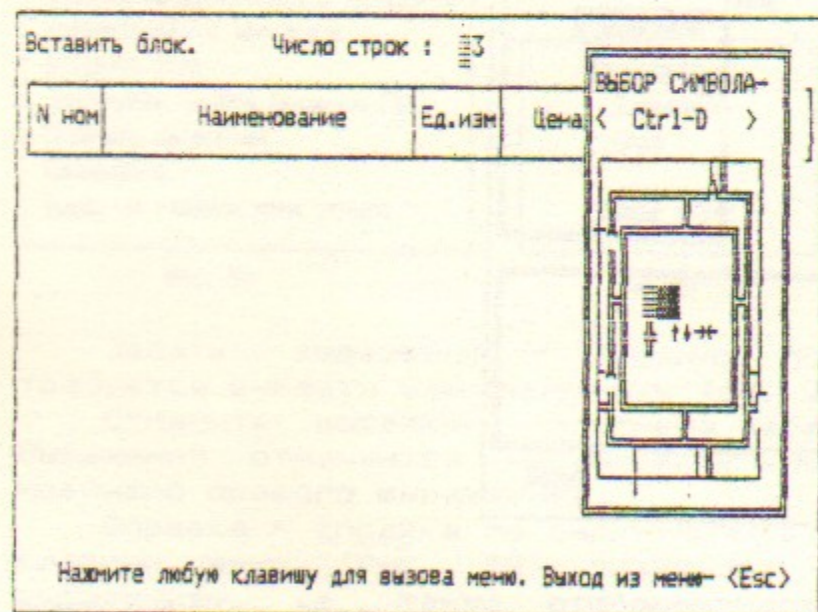 Вставить блок. Число строк : 3
ВЫБОР СИМВОЛА
< Ctrl-D >
N ном Наименование Ед.изм Цена
Нажмите любую клавишу для вызова меню. Выход из меню- <Esc>